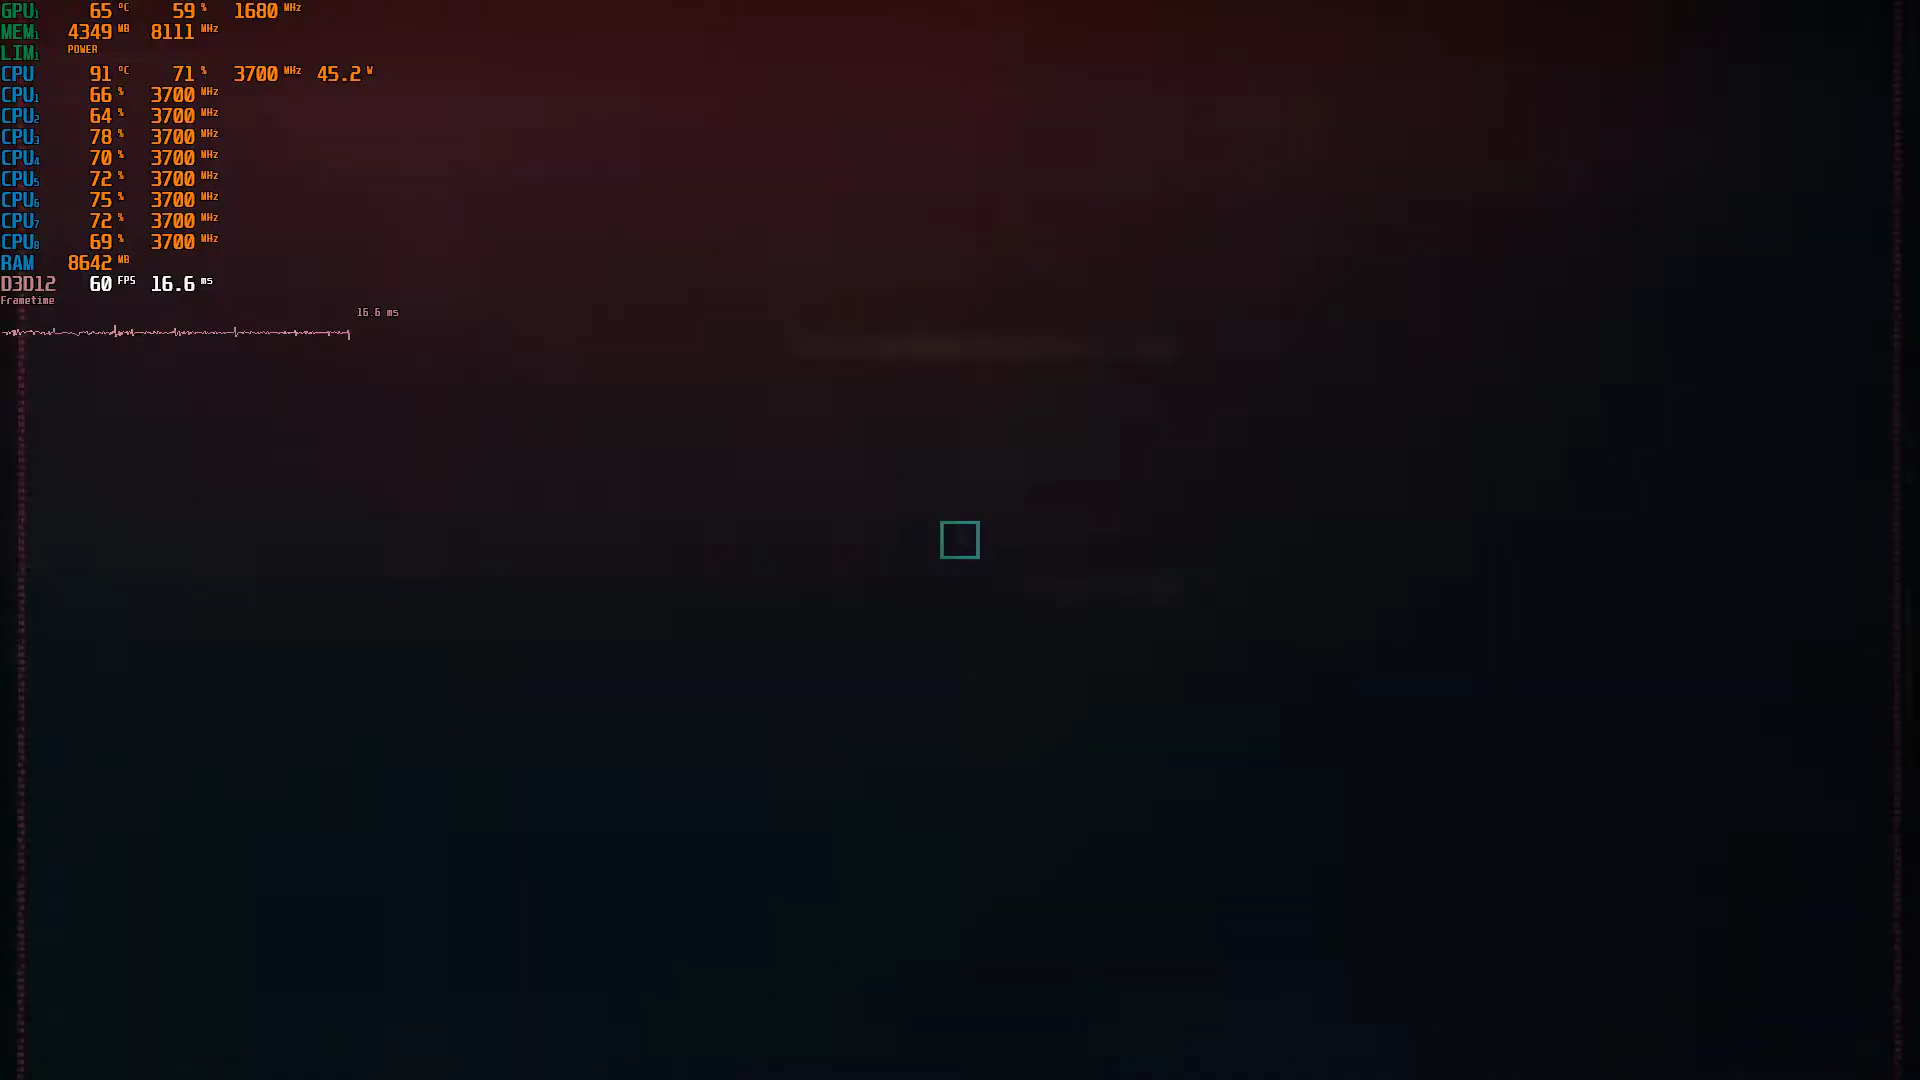 GPU1 65 °C 59 % 1680 MHz
MEM1 4349 MB 8111 MHz
LIM1 POWER
CPU 91 °C 71 % 3700 MHz 45.2 W
CPU1 66 % 3700 MHz
CPU2 64 % 3700 MHz
CPU3 78 % 3700 MHz
CPU4 70 % 3700 MHz
CPU5 72 % 3700 MHz
CPU6 75 % 3700 MHz
CPU7 72 % 3700 MHz
CPU8 69 % 3700 MHz
RAM 8642 MB
D3D12 60 FPS 16.6 ms
Frametime
16.6 ms